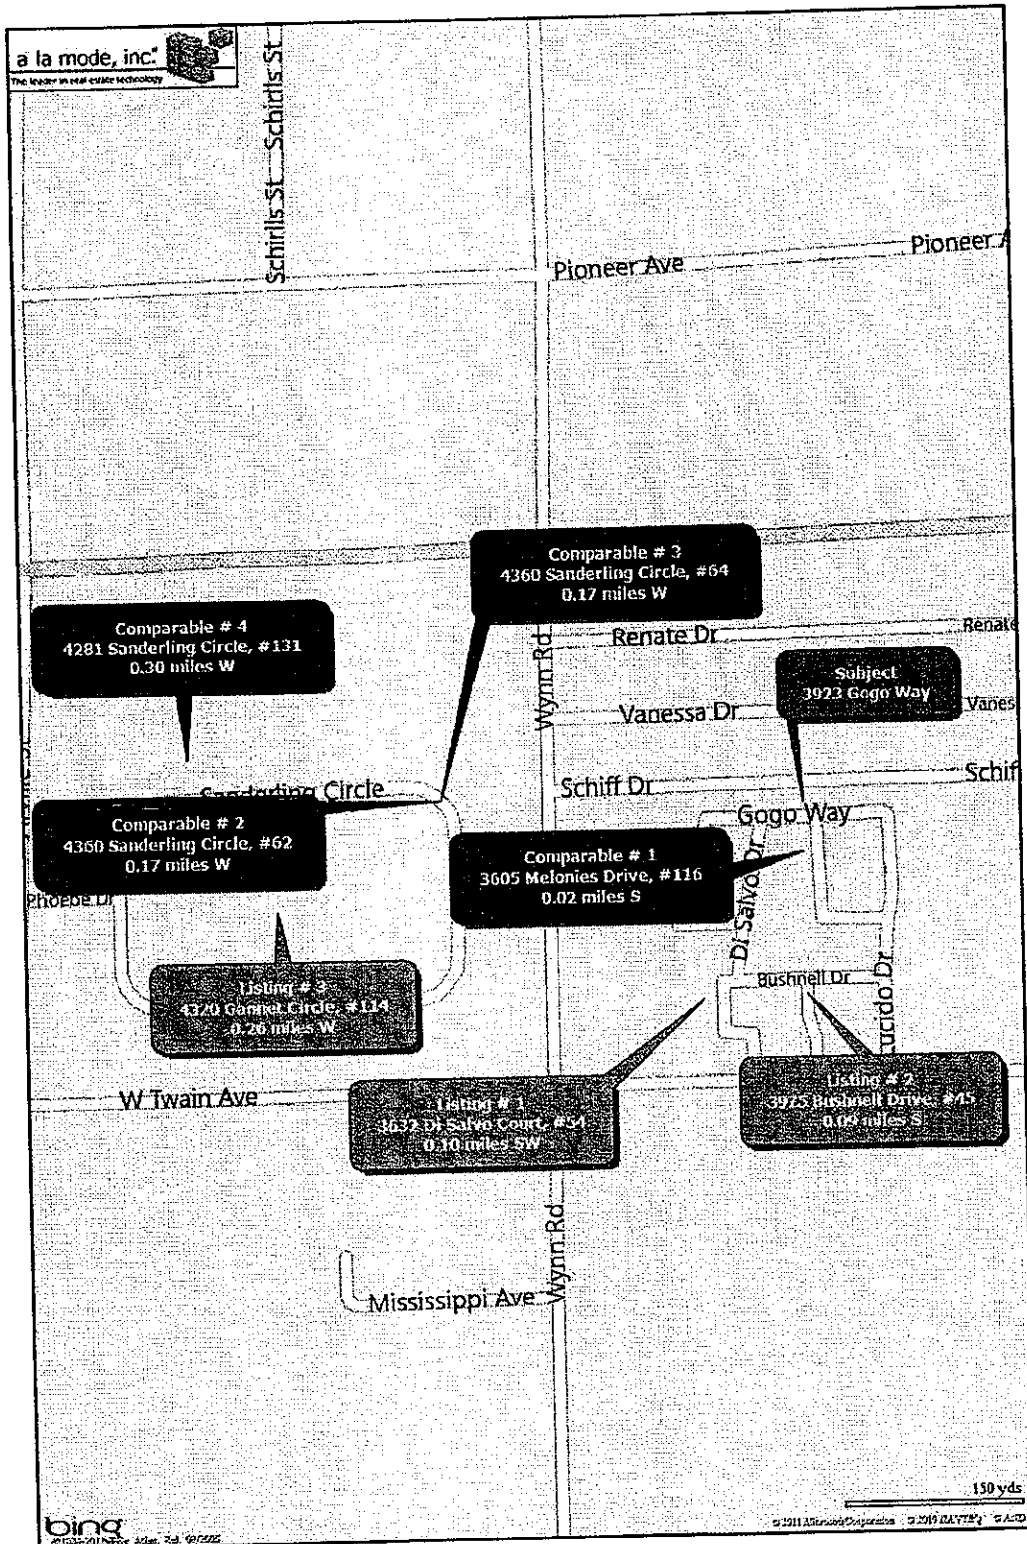 a la mode, inc.
The leader in real estate technology
Schirlls St
Schirlls St
Schirlls St
Pioneer Ave
Pioneer A
Comparable # 3
4360 Sanderling Circle, #64
0.17 miles W
Comparable # 4
4281 Sanderling Circle, #131
0.30 miles W
Wynn Rd
Renate Dr
Renate
Subject
3923 Gogo Way
Vanessa Dr
Vanes
Sanderling Circle
Schiff Dr
Schif
Comparable # 2
4360 Sanderling Circle, #62
0.17 miles W
Gogo Way
Comparable # 1
3605 Melonies Drive, #116
0.02 miles S
Di Salvo Dr
Phoebe Dr
Listing # 3
4320 Gannet Circle, #114
0.26 miles W
Bushnell Dr
ucido Dr
W Twain Ave
Listing # 1
3632 Di Salvo Court, #54
0.10 miles SW
Listing # 2
3925 Bushnell Drive, #45
0.09 miles S
Wynn Rd
Mississippi Ave
150 yds
bing